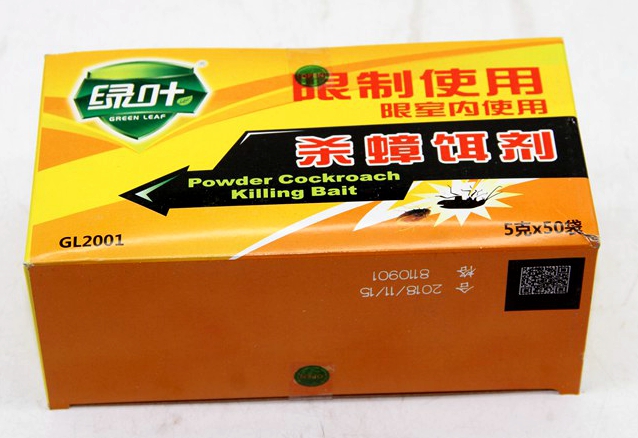 绿叶
GREEN LEAF
限制使用
限室内使用
杀蟑饵剂
Powder Cockroach
Killing Bait
GL2001
5克x50袋
合格
2018/11/15
8110901